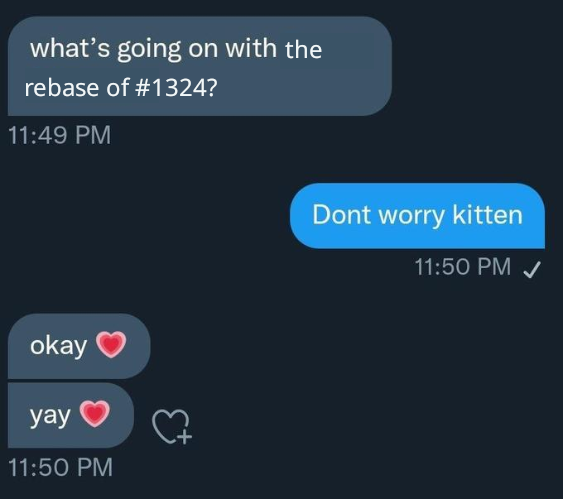 what's going on with the
rebase of #1324?
11:49 PM
Dont worry kitten
11:50 PM
okay 💗
yay 💗
11:50 PM